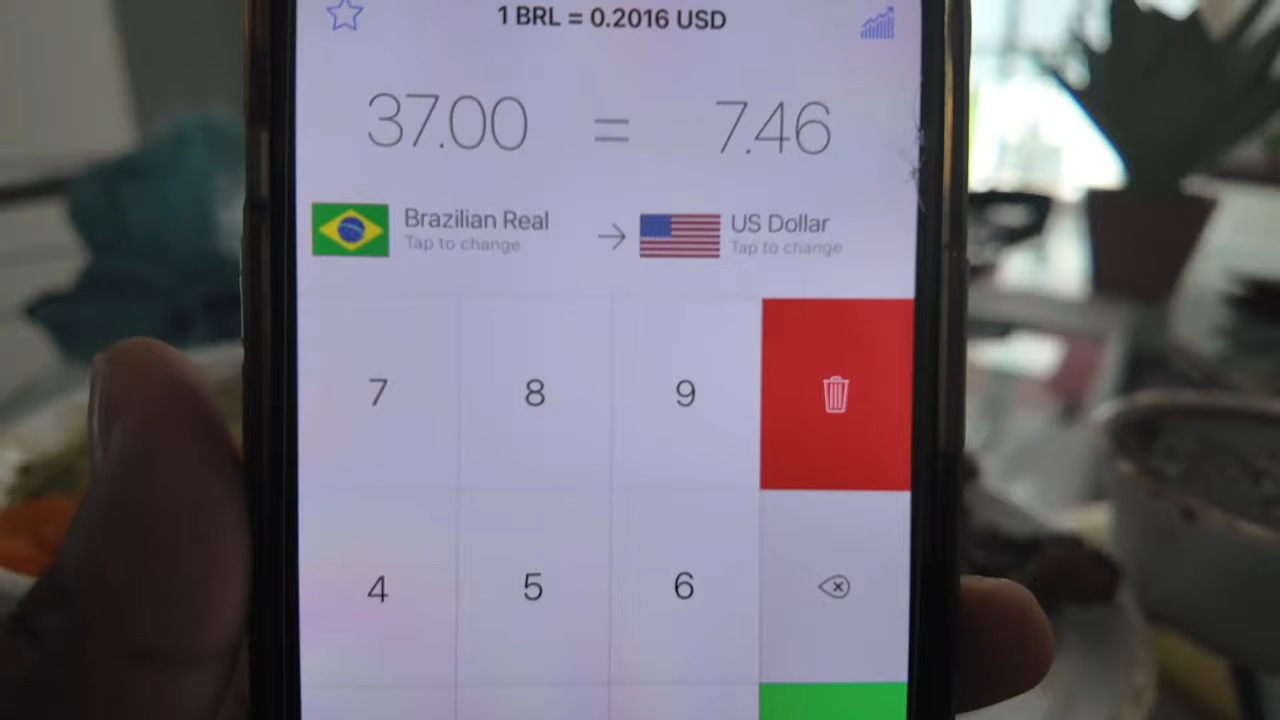 1 BRL = 0.2016 USD
37.00 = 7.46
Brazilian Real
Tap to change
US Dollar
Tap to change
7 8 9
4 5 6